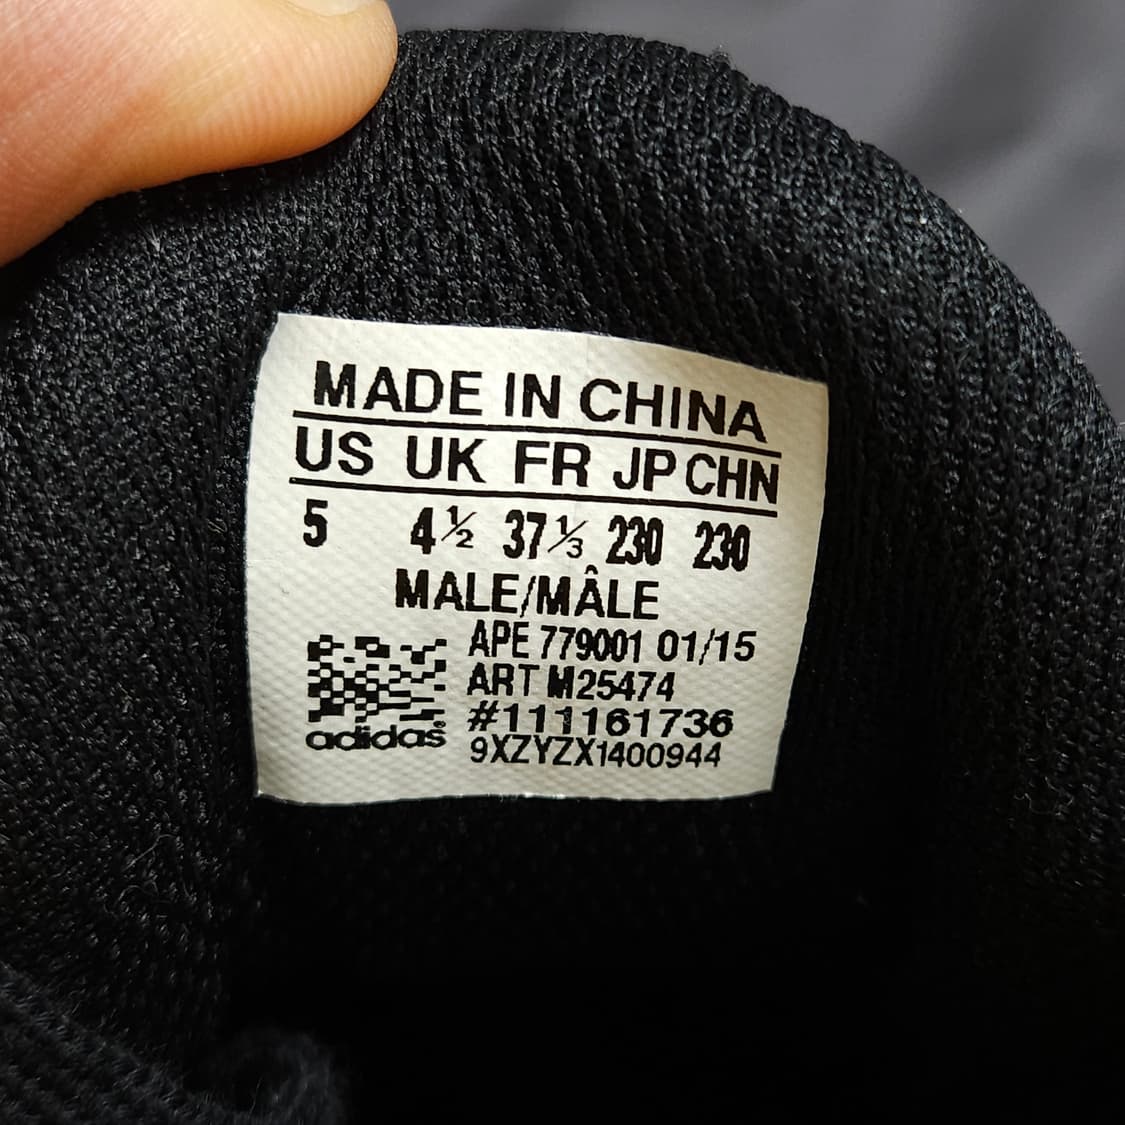 MADE IN CHINA
US UK FR JP CHN
5 4½ 37⅓ 230 230
MALE/MÂLE
APE 779001 01/15
ART M25474
#111161736
adidas® 9XZYZX1400944